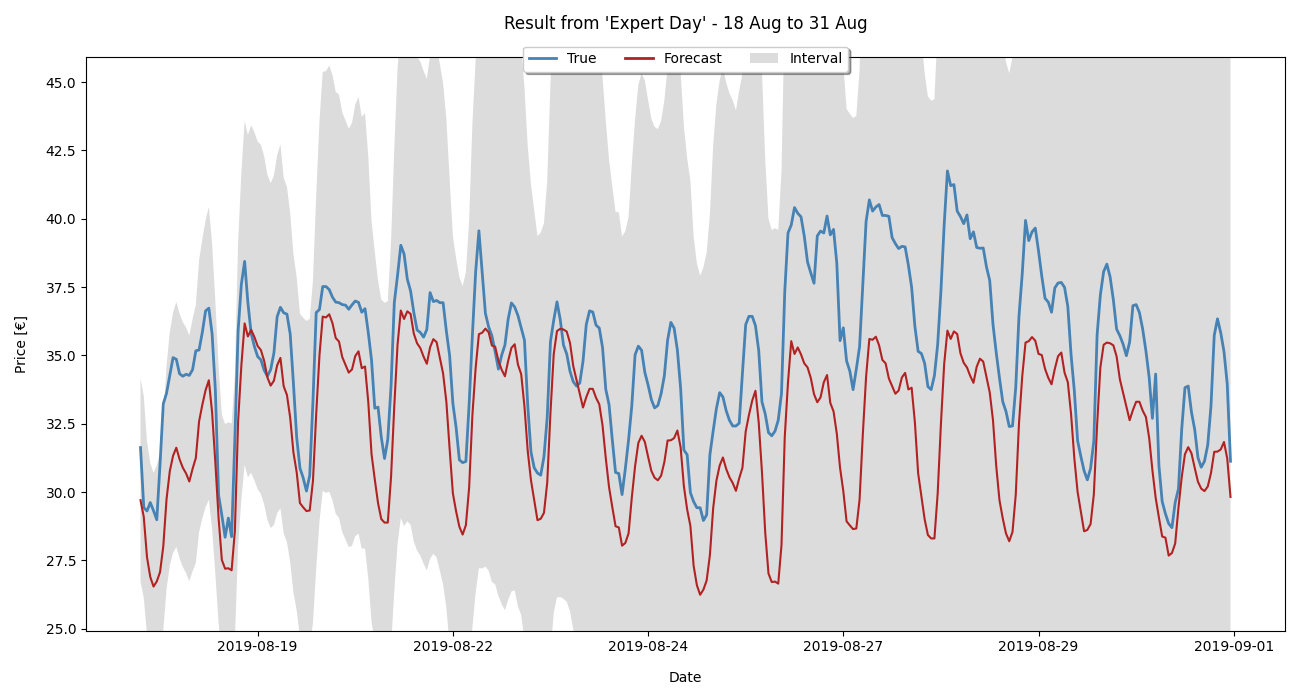 Result from 'Expert Day' - 18 Aug to 31 Aug
True Forecast Interval
45.0
42.5
40.0
37.5
35.0
32.5
30.0
27.5
25.0
Price [€]
2019-08-19 2019-08-22 2019-08-24 2019-08-27 2019-08-29 2019-09-01
Date